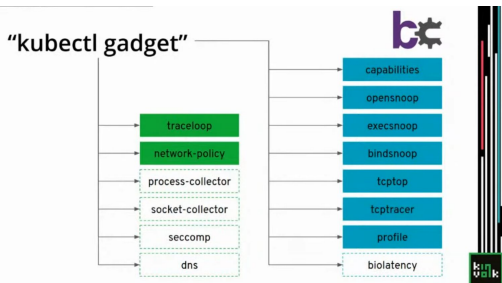 “kubectl gadget”
bc
traceloop
network-policy
process-collector
socket-collector
seccomp
dns
capabilities
opensnoop
execsnoop
bindsnoop
tcptop
tcptracer
profile
biolatency
kin
volk